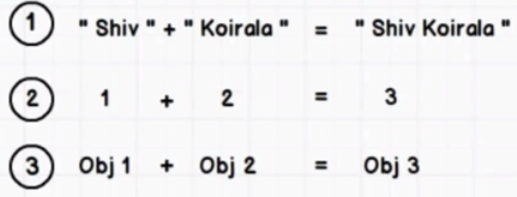 1 " Shiv " + " Koirala " = " Shiv Koirala "
2 1 + 2 = 3
3 Obj 1 + Obj 2 = Obj 3